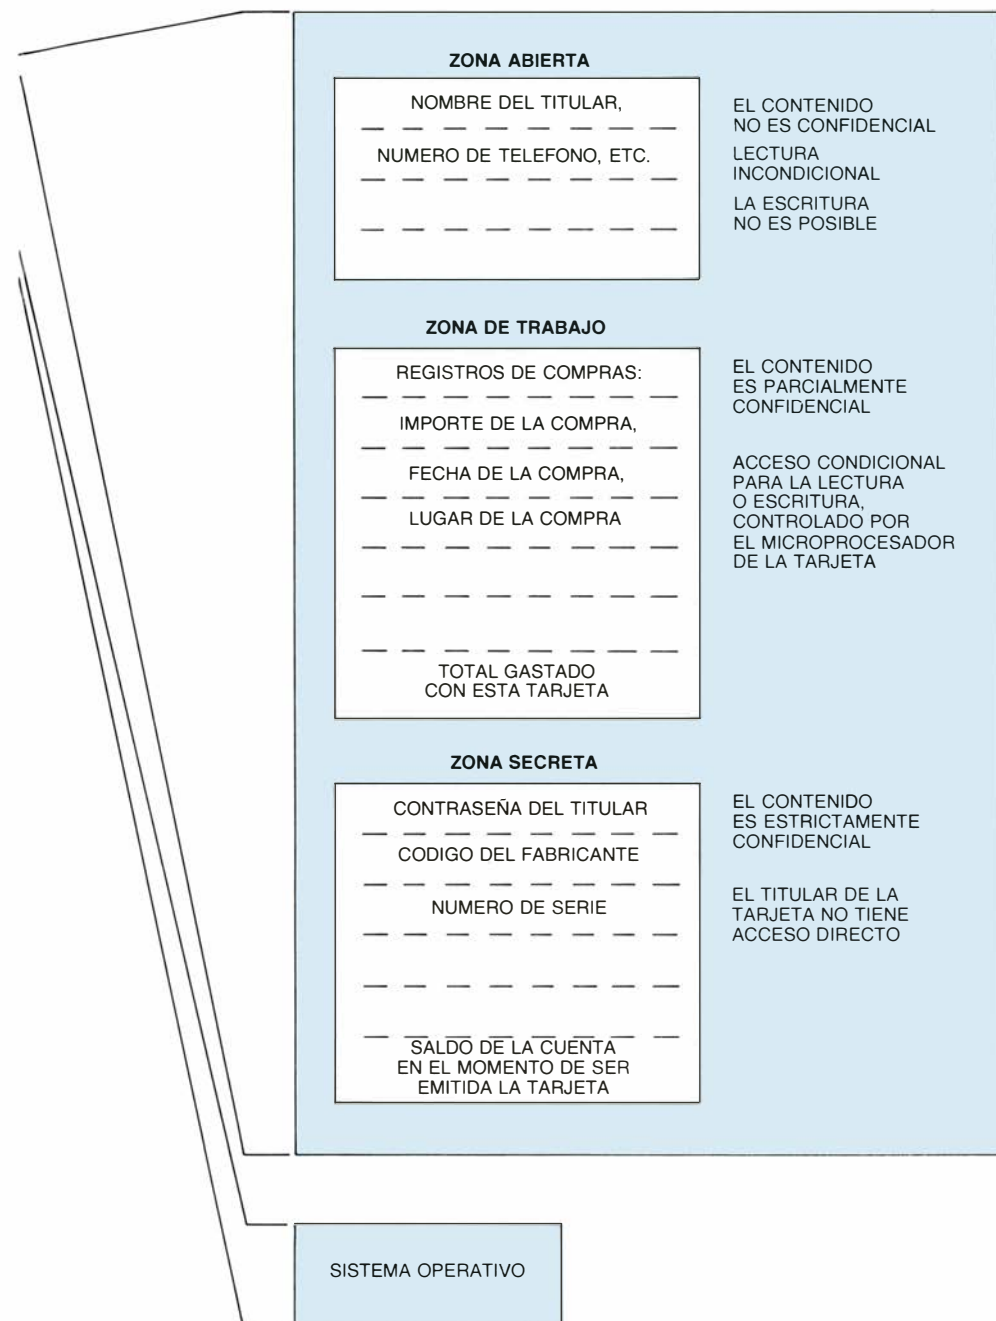 ZONA ABIERTA
NOMBRE DEL TITULAR,
NUMERO DE TELEFONO, ETC.
EL CONTENIDO
NO ES CONFIDENCIAL
LECTURA
INCONDICIONAL
LA ESCRITURA
NO ES POSIBLE
ZONA DE TRABAJO
REGISTROS DE COMPRAS:
IMPORTE DE LA COMPRA,
FECHA DE LA COMPRA,
LUGAR DE LA COMPRA
TOTAL GASTADO
CON ESTA TARJETA
EL CONTENIDO
ES PARCIALMENTE
CONFIDENCIAL
ACCESO CONDICIONAL
PARA LA LECTURA
O ESCRITURA,
CONTROLADO POR
EL MICROPROCESADOR
DE LA TARJETA
ZONA SECRETA
CONTRASEÑA DEL TITULAR
CODIGO DEL FABRICANTE
NUMERO DE SERIE
SALDO DE LA CUENTA
EN EL MOMENTO DE SER
EMITIDA LA TARJETA
EL CONTENIDO
ES ESTRICTAMENTE
CONFIDENCIAL
EL TITULAR DE LA
TARJETA NO TIENE
ACCESO DIRECTO
SISTEMA OPERATIVO